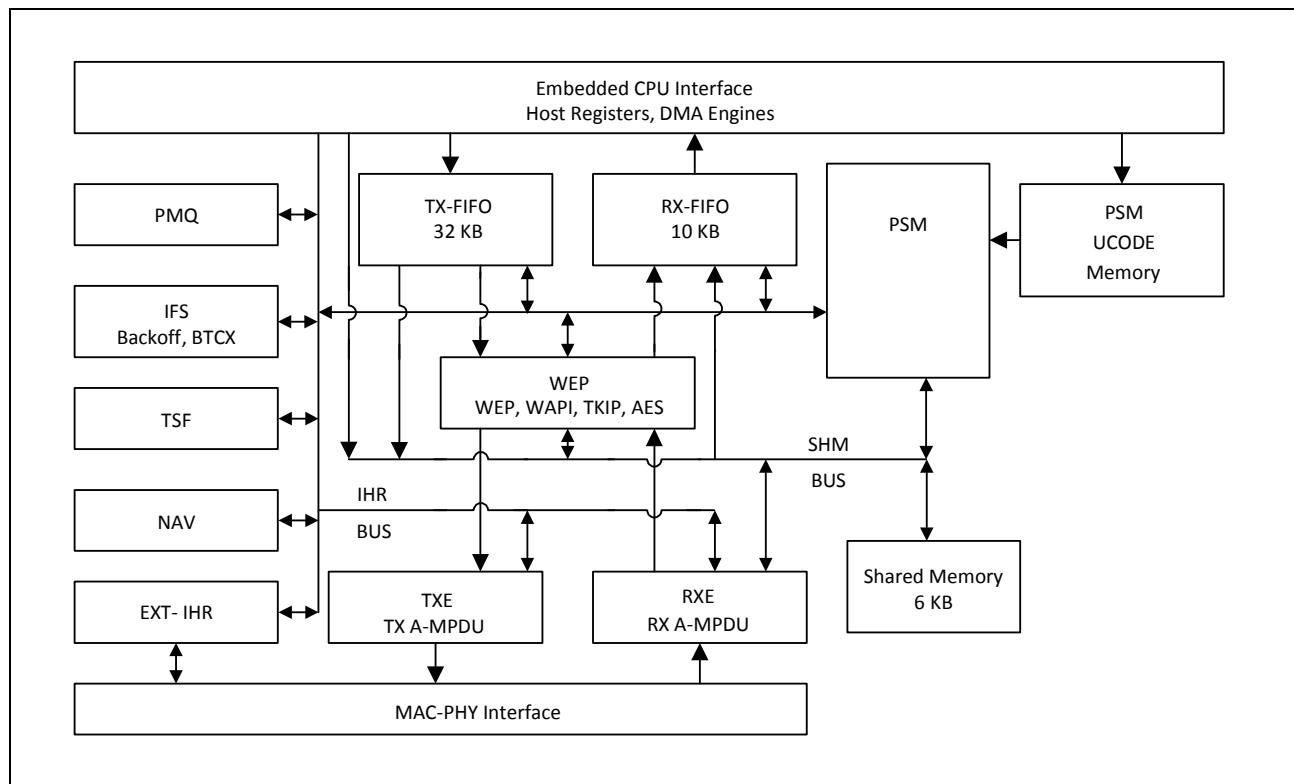 Embedded CPU Interface
Host Registers, DMA Engines
PMQ
TX-FIFO
32 KB
RX-FIFO
10 KB
PSM
PSM
UCODE
Memory
IFS
Backoff, BTCX
WEP
WEP, WAPI, TKIP, AES
TSF
SHM
BUS
IHR
BUS
NAV
Shared Memory
6 KB
EXT- IHR
TXE
TX A-MPDU
RXE
RX A-MPDU
MAC-PHY Interface